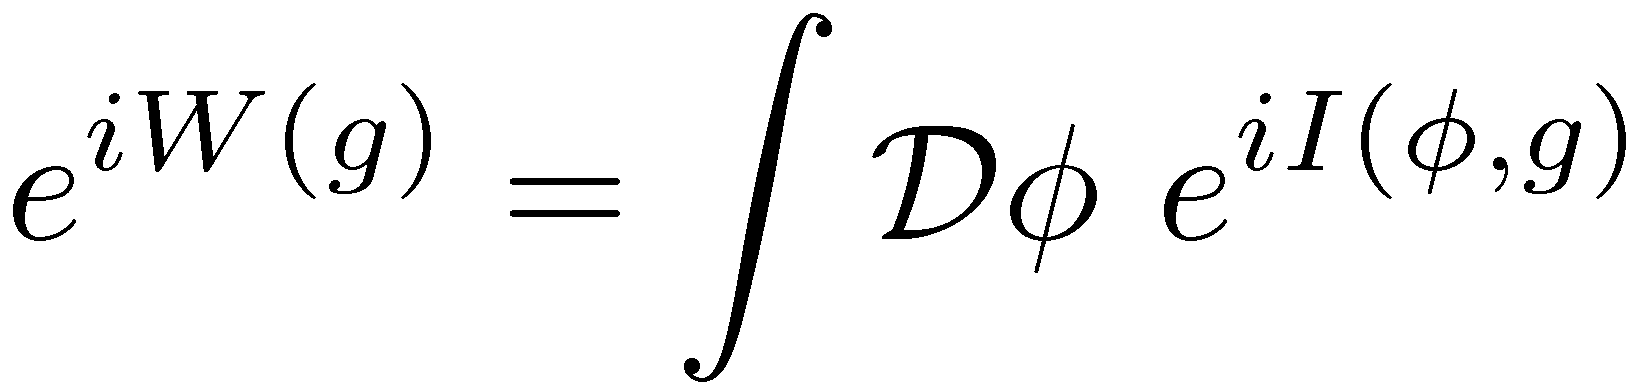 $e^{iW(g)} = \int \mathcal{D}\phi \; e^{iI(\phi,g)}$